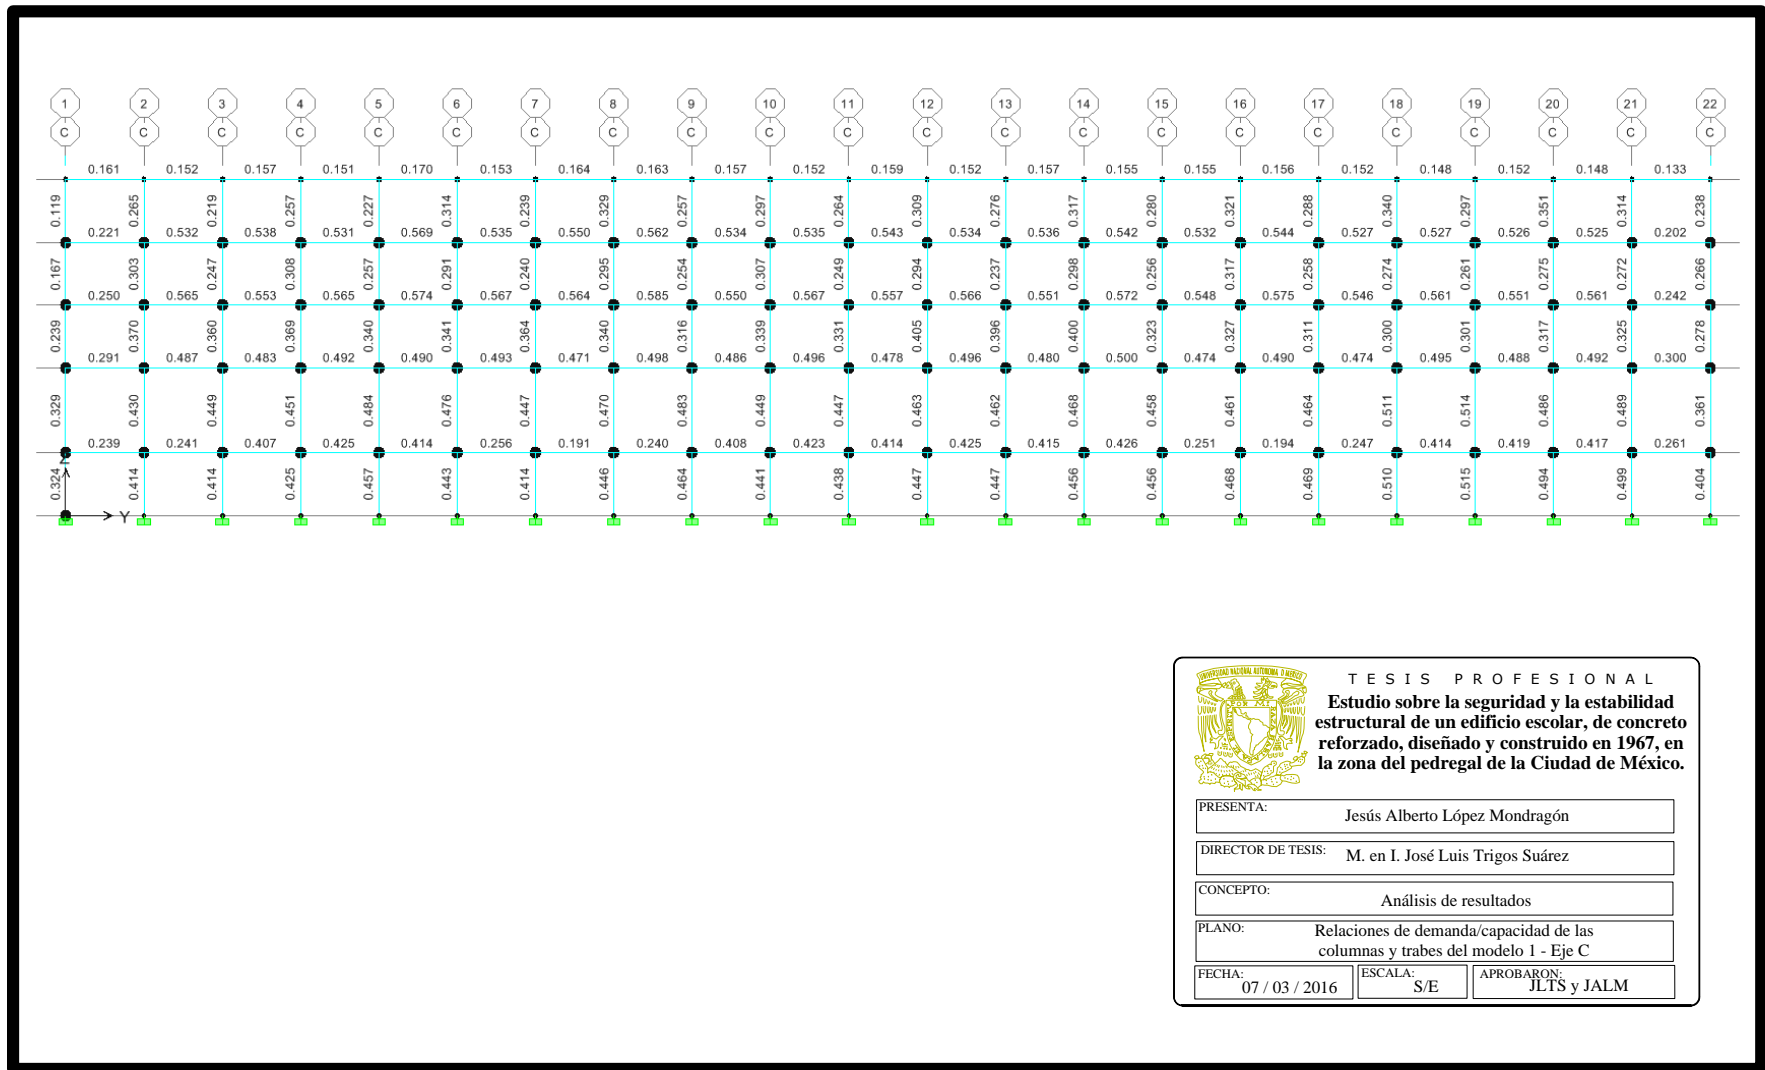 1 2 3 4 5 6 7 8 9 10 11 12 13 14 15 16 17 18 19 20 21 22
C C C C C C C C C C C C C C C C C C C C C C
0.161 0.152 0.157 0.151 0.170 0.153 0.164 0.163 0.157 0.152 0.159 0.152 0.157 0.155 0.155 0.156 0.152 0.148 0.152 0.148 0.133
0.119 0.265 0.219 0.257 0.227 0.314 0.239 0.329 0.257 0.297 0.264 0.309 0.276 0.317 0.280 0.321 0.288 0.340 0.297 0.351 0.314 0.238
0.221 0.532 0.538 0.531 0.569 0.535 0.550 0.562 0.534 0.535 0.543 0.534 0.536 0.542 0.532 0.544 0.527 0.527 0.526 0.525 0.202
0.167 0.303 0.247 0.308 0.257 0.291 0.240 0.295 0.254 0.307 0.249 0.294 0.237 0.298 0.256 0.317 0.258 0.274 0.261 0.275 0.272 0.266
0.250 0.565 0.553 0.565 0.574 0.567 0.564 0.585 0.550 0.567 0.557 0.566 0.551 0.572 0.548 0.575 0.546 0.561 0.551 0.561 0.242
0.239 0.370 0.360 0.369 0.340 0.341 0.364 0.340 0.316 0.339 0.331 0.405 0.396 0.400 0.323 0.327 0.311 0.300 0.301 0.317 0.325 0.278
0.291 0.487 0.483 0.492 0.490 0.493 0.471 0.498 0.486 0.496 0.478 0.496 0.480 0.500 0.474 0.490 0.474 0.495 0.488 0.492 0.300
0.329 0.430 0.449 0.451 0.484 0.476 0.447 0.470 0.483 0.449 0.447 0.463 0.462 0.468 0.458 0.461 0.464 0.511 0.514 0.486 0.489 0.361
0.239 0.241 0.407 0.425 0.414 0.256 0.191 0.240 0.408 0.423 0.414 0.425 0.415 0.426 0.251 0.194 0.247 0.414 0.419 0.417 0.261
Z
0.324 0.414 0.414 0.425 0.457 0.443 0.414 0.446 0.464 0.441 0.438 0.447 0.447 0.456 0.456 0.468 0.469 0.510 0.515 0.494 0.499 0.404
Y
TESIS PROFESIONAL
Estudio sobre la seguridad y la estabilidad
estructural de un edificio escolar, de concreto
reforzado, diseñado y construido en 1967, en
la zona del pedregal de la Ciudad de México.
PRESENTA: Jesús Alberto López Mondragón
DIRECTOR DE TESIS: M. en I. José Luis Trigos Suárez
CONCEPTO: Análisis de resultados
PLANO: Relaciones de demanda/capacidad de las
columnas y trabes del modelo 1 - Eje C
FECHA: 07 / 03 / 2016 ESCALA: S/E APROBARON: JLTS y JALM